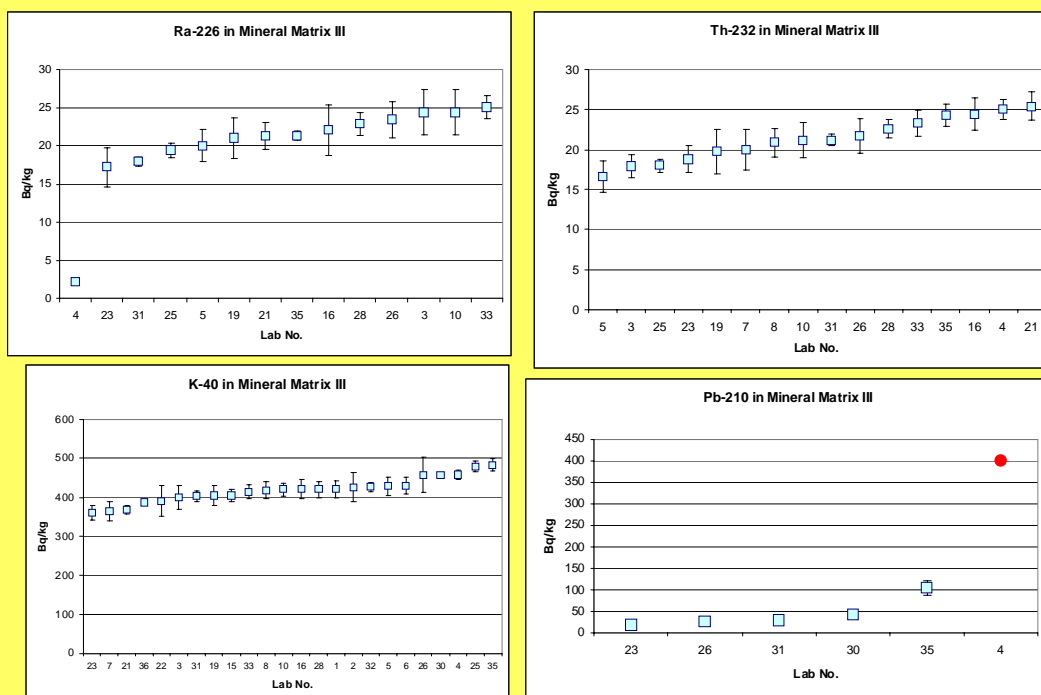 Ra-226 in Mineral Matrix III
30
25
20
15
10
5
0
Bq/kg
4 23 31 25 5 19 21 35 16 28 26 3 10 33
Lab No.
Th-232 in Mineral Matrix III
30
25
20
15
10
5
0
Bq/kg
5 3 25 23 19 7 8 10 31 26 28 33 35 16 4 21
Lab No.
K-40 in Mineral Matrix III
600
500
400
300
200
100
0
Bq/kg
23 7 21 36 22 3 31 19 15 33 8 10 16 28 1 2 32 5 6 26 30 4 25 35
Lab No.
Pb-210 in Mineral Matrix III
450
400
350
300
250
200
150
100
50
0
Bq/kg
23 26 31 30 35 4
Lab No.